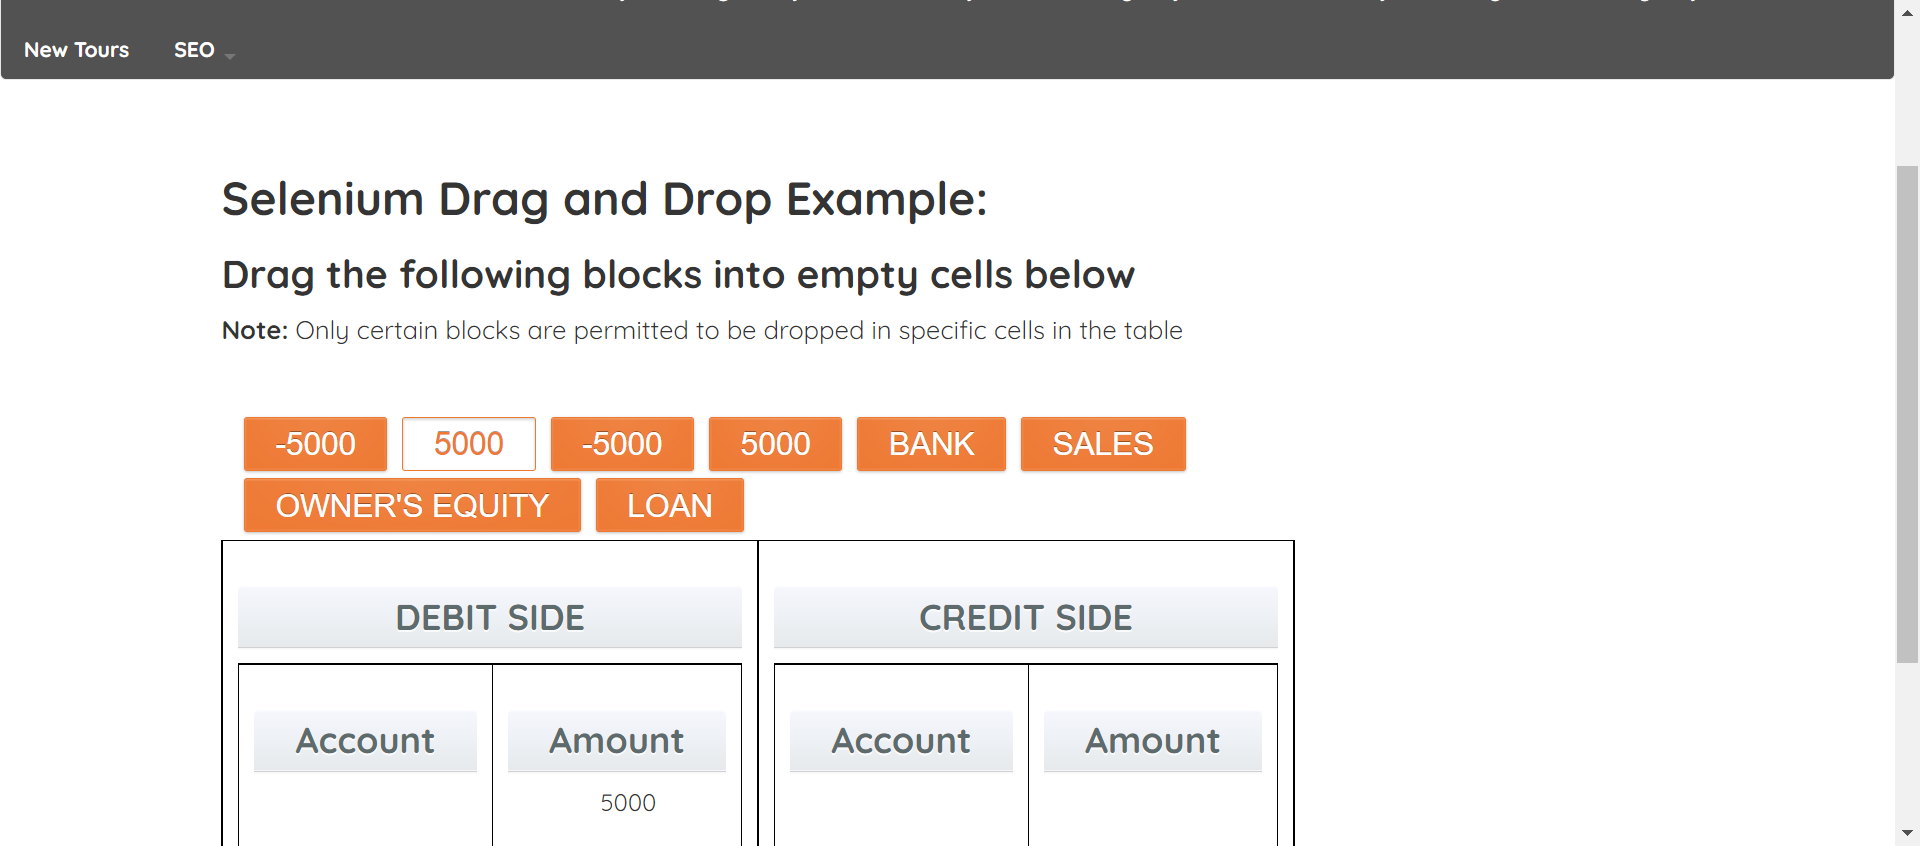 New Tours SEO
Selenium Drag and Drop Example:
Drag the following blocks into empty cells below
Note: Only certain blocks are permitted to be dropped in specific cells in the table
-5000 5000 -5000 5000 BANK SALES
OWNER'S EQUITY LOAN
DEBIT SIDE CREDIT SIDE
Account Amount Account Amount
5000